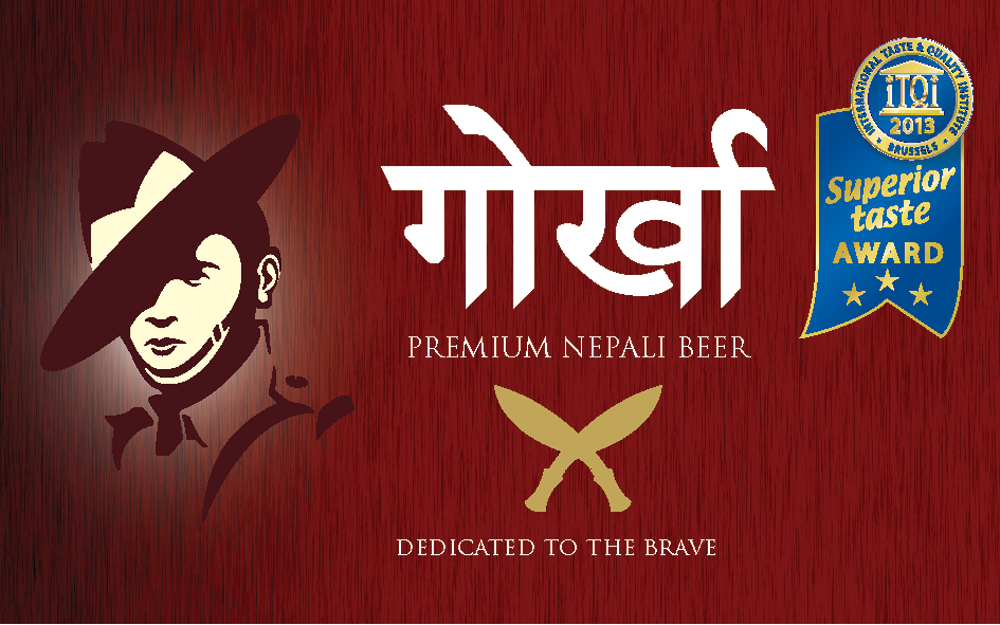 गोर्खा
PREMIUM NEPALI BEER
DEDICATED TO THE BRAVE
INTERNATIONAL TASTE & QUALITY INSTITUTE
iTQi
2013
BRUSSELS
Superior
taste
AWARD